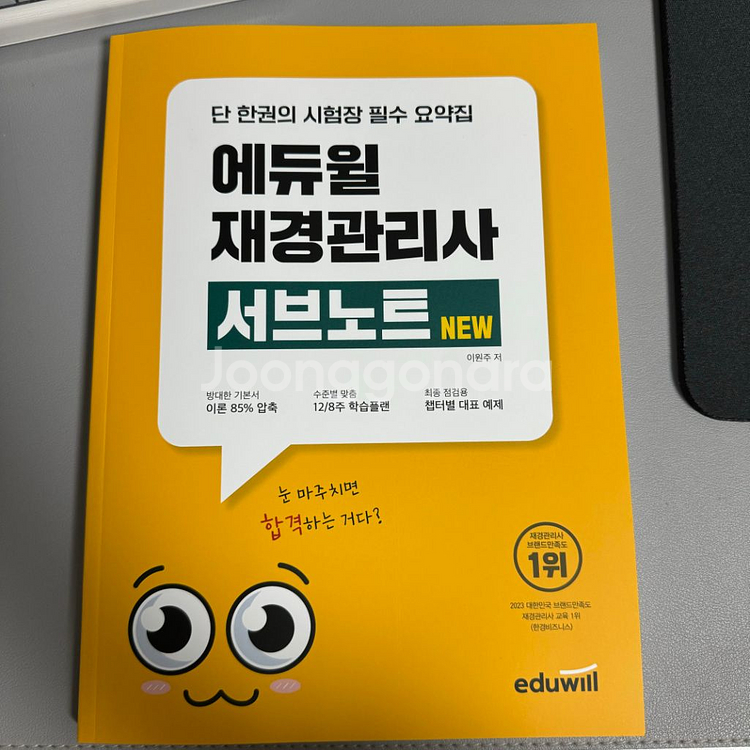 단 한권의 시험장 필수 요약집
에듀윌
재경관리사
서브노트 NEW
이원주 저
Joonggonara
방대한 기본서
이론 85% 압축
수준별 맞춤
12/8주 학습플랜
최종 점검용
챕터별 대표 예제
눈 마주치면
합격하는 거다?
재경관리사
브랜드만족도
1위
2023 대한민국 브랜드만족도
재경관리사 교육 1위
(한경비즈니스)
eduwill